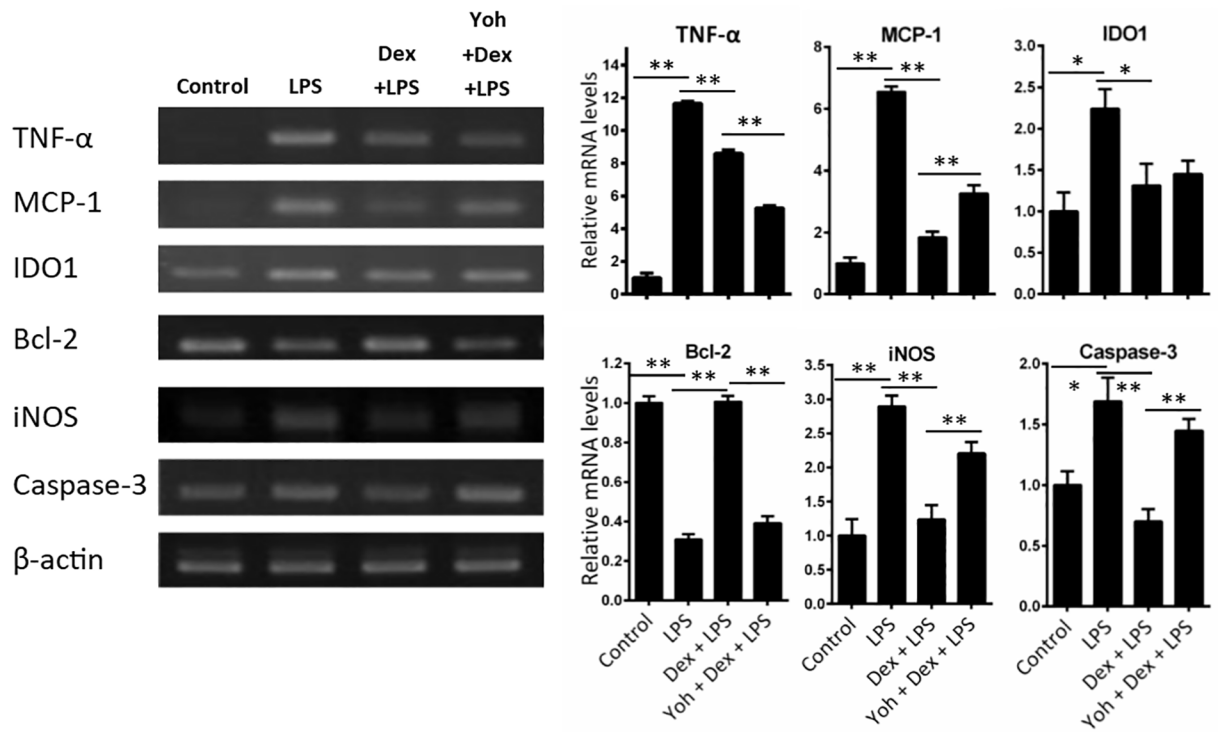 Yoh
Dex +Dex
Control LPS +LPS +LPS
TNF-α
MCP-1
IDO1
Bcl-2
iNOS
Caspase-3
β-actin
TNF-α
Relative mRNA levels
14
12
10
8
6
4
2
0
** ** **
MCP-1
8
6
4
2
0
** ** **
IDO1
3.0
2.5
2.0
1.5
1.0
0.5
0.0
* *
Bcl-2
Relative mRNA levels
1.2
1.0
0.8
0.6
0.4
0.2
0.0
** ** **
Control
LPS
Dex + LPS
Yoh + Dex + LPS
iNOS
3.5
3.0
2.5
2.0
1.5
1.0
0.5
0.0
** ** **
Control
LPS
Dex + LPS
Yoh + Dex + LPS
Caspase-3
2.0
1.5
1.0
0.5
0.0
* ** **
Control
LPS
Dex + LPS
Yoh + Dex + LPS